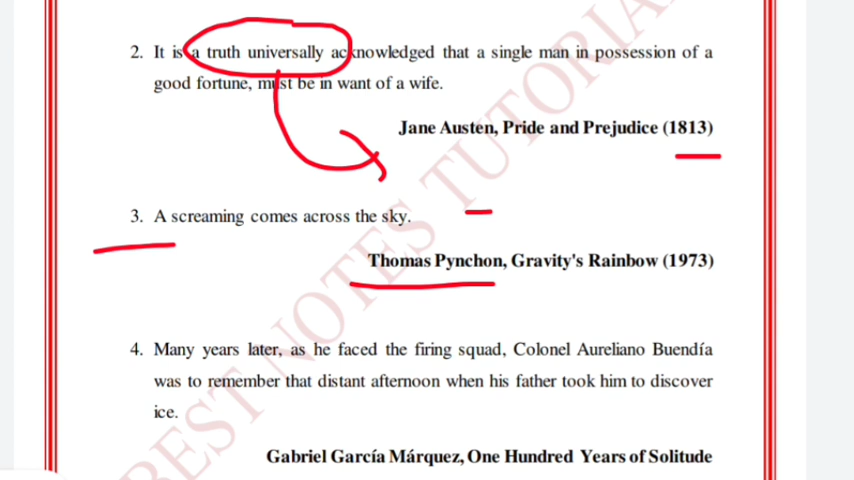 2. It is a truth universally acknowledged that a single man in possession of a
good fortune, must be in want of a wife.
Jane Austen, Pride and Prejudice (1813)
3. A screaming comes across the sky.
Thomas Pynchon, Gravity's Rainbow (1973)
4. Many years later, as he faced the firing squad, Colonel Aureliano Buendía
was to remember that distant afternoon when his father took him to discover
ice.
Gabriel García Márquez, One Hundred Years of Solitude
BEST NOTES TUTORIA